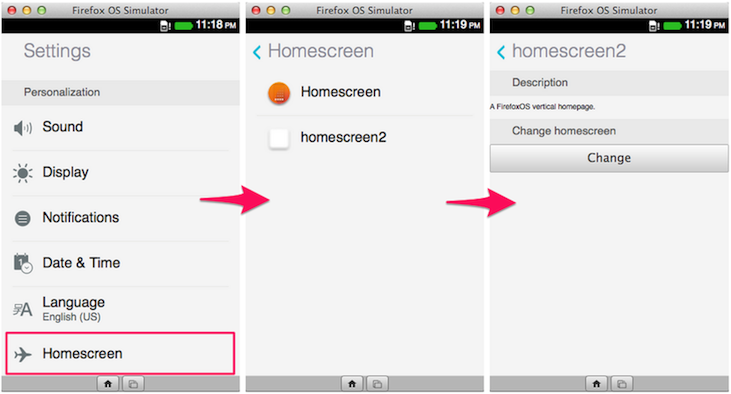 Firefox OS Simulator
11:18 PM
Settings
Personalization
Sound
Display
Notifications
Date & Time
Language
English (US)
Homescreen
Firefox OS Simulator
11:19 PM
Homescreen
Homescreen
homescreen2
Firefox OS Simulator
11:19 PM
homescreen2
Description
A FirefoxOS vertical homepage.
Change homescreen
Change